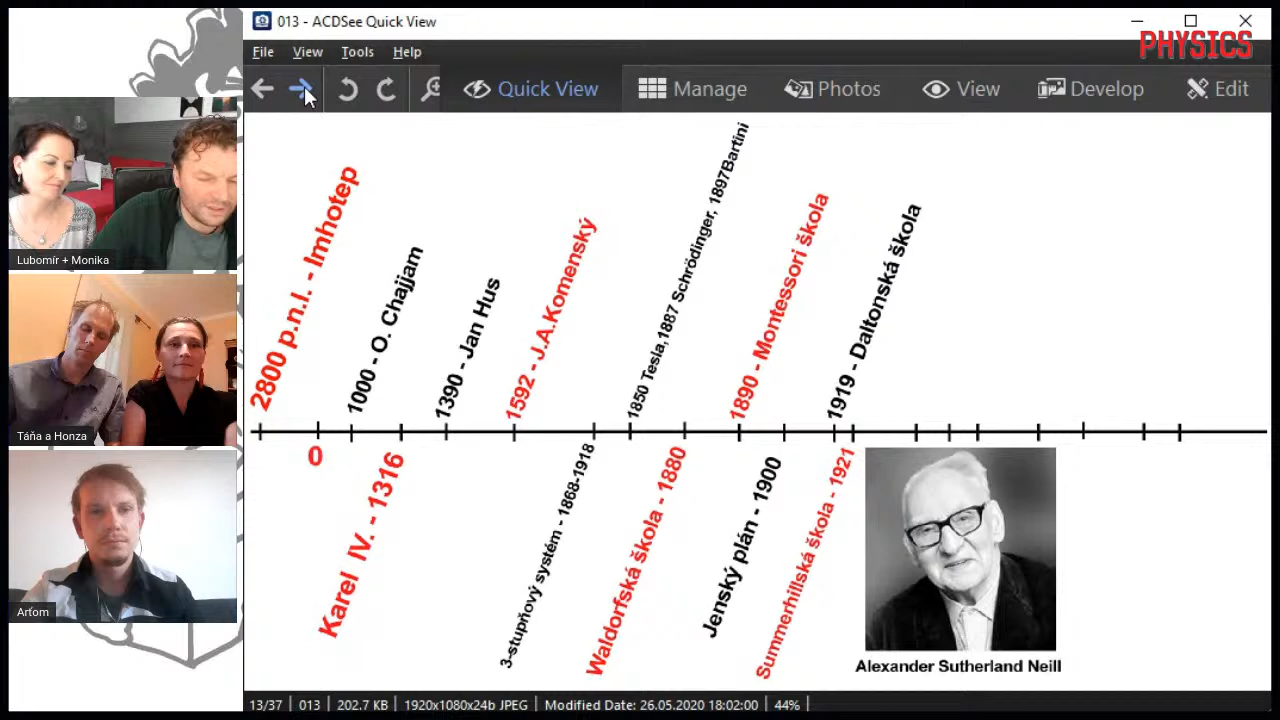 013 - ACDSee Quick View
PHYSICS
File View Tools Help
Quick View Manage Photos View Develop Edit
2800 p.n.l. - Imhotep
1000 - O. Chajjam
1390 - Jan Hus
1592 - J.A.Komenský
1850 Tesla,1887 Schrödinger, 1897Bartini
1890 - Montessori škola
1919 - Daltonská škola
0
Karel IV. - 1316
3-stupňový systém - 1868-1918
Waldorfská škola - 1880
Jenský plán - 1900
Summerhillská škola - 1921
Alexander Sutherland Neill
Lubomír + Monika
Táňa a Honza
Arťom
13/37 013 202.7 KB 1920x1080x24b JPEG Modified Date: 26.05.2020 18:02:00 44%